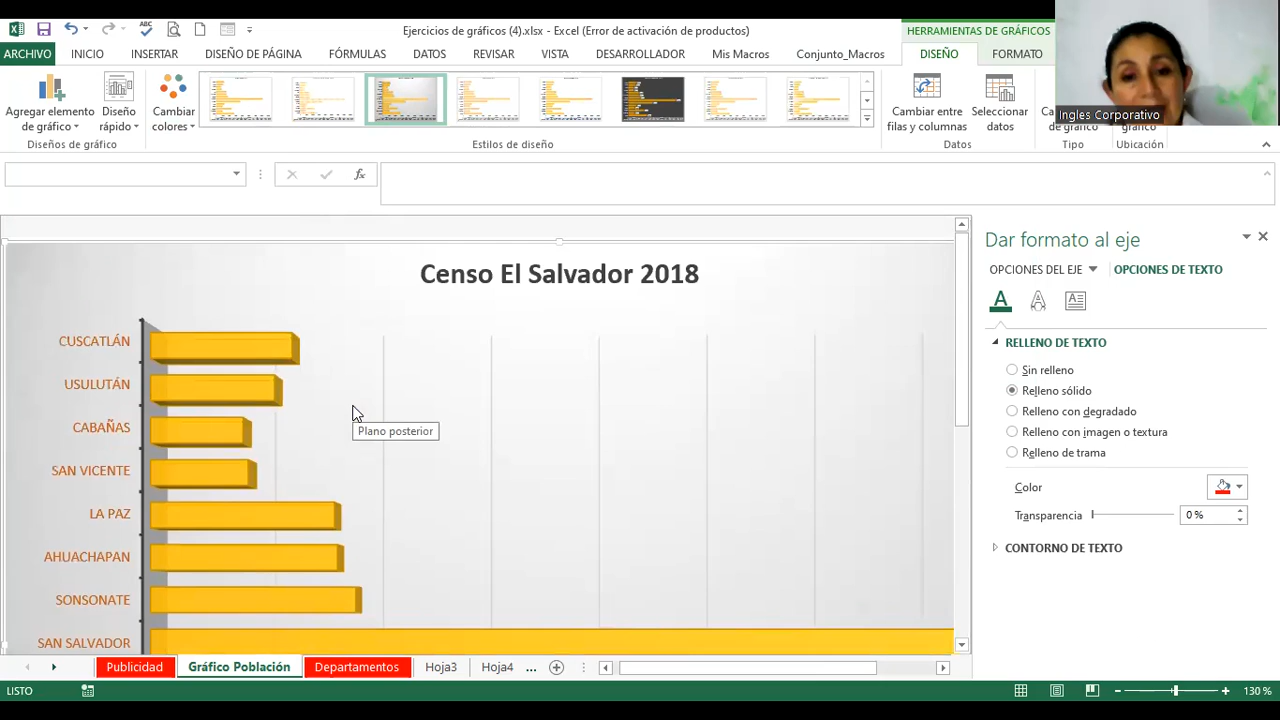 Ejercicios de gráficos (4).xlsx - Excel (Error de activación de productos)
HERRAMIENTAS DE GRÁFICOS
ARCHIVO INICIO INSERTAR DISEÑO DE PÁGINA FÓRMULAS DATOS REVISAR VISTA DESARROLLADOR Mis Macros Conjunto_Macros DISEÑO FORMATO
Agregar elemento de gráfico
Diseño rápido
Cambiar colores
Cambiar entre filas y columnas
Seleccionar datos
de gráfico
gráfico
Ingles Corporativo
Diseños de gráfico
Estilos de diseño
Datos
Tipo
Ubicación
fx
Censo El Salvador 2018
CUSCATLÁN
USULUTÁN
CABAÑAS
SAN VICENTE
LA PAZ
AHUACHAPAN
SONSONATE
SAN SALVADOR
Plano posterior
Dar formato al eje
OPCIONES DEL EJE OPCIONES DE TEXTO
RELLENO DE TEXTO
Sin relleno
Relleno sólido
Relleno con degradado
Relleno con imagen o textura
Relleno de trama
Color
Transparencia 0 %
CONTORNO DE TEXTO
Publicidad Gráfico Población Departamentos Hoja3 Hoja4 ...
LISTO
130 %